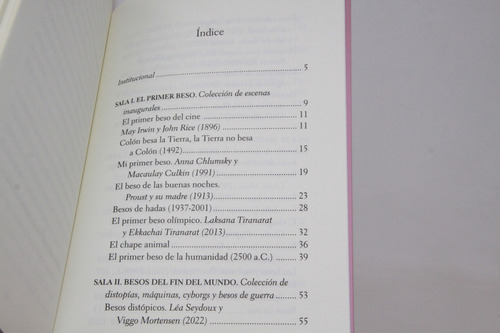 Índice
Institucional 5
SALA I. EL PRIMER BESO. Colección de escenas
inaugurales 9
El primer beso del cine 11
May Irwin y John Rice (1896) 11
Colón besa la Tierra, la Tierra no besa
a Colón (1492) 15
Mi primer beso. Anna Chlumsky y
Macaulay Culkin (1991) 19
El beso de las buenas noches.
Proust y su madre (1913) 23
Besos de hadas (1937-2001) 28
El primer beso olímpico. Laksana Tiranarat
y Ekkachai Tiranarat (2013) 32
El chape animal 36
El primer beso de la humanidad (2500 a.C.) 39
SALA II. BESOS DEL FIN DEL MUNDO. Colección de
distopías, máquinas, cyborgs y besos de guerra 53
Besos distópicos. Léa Seydoux y
Viggo Mortensen (2022) 55